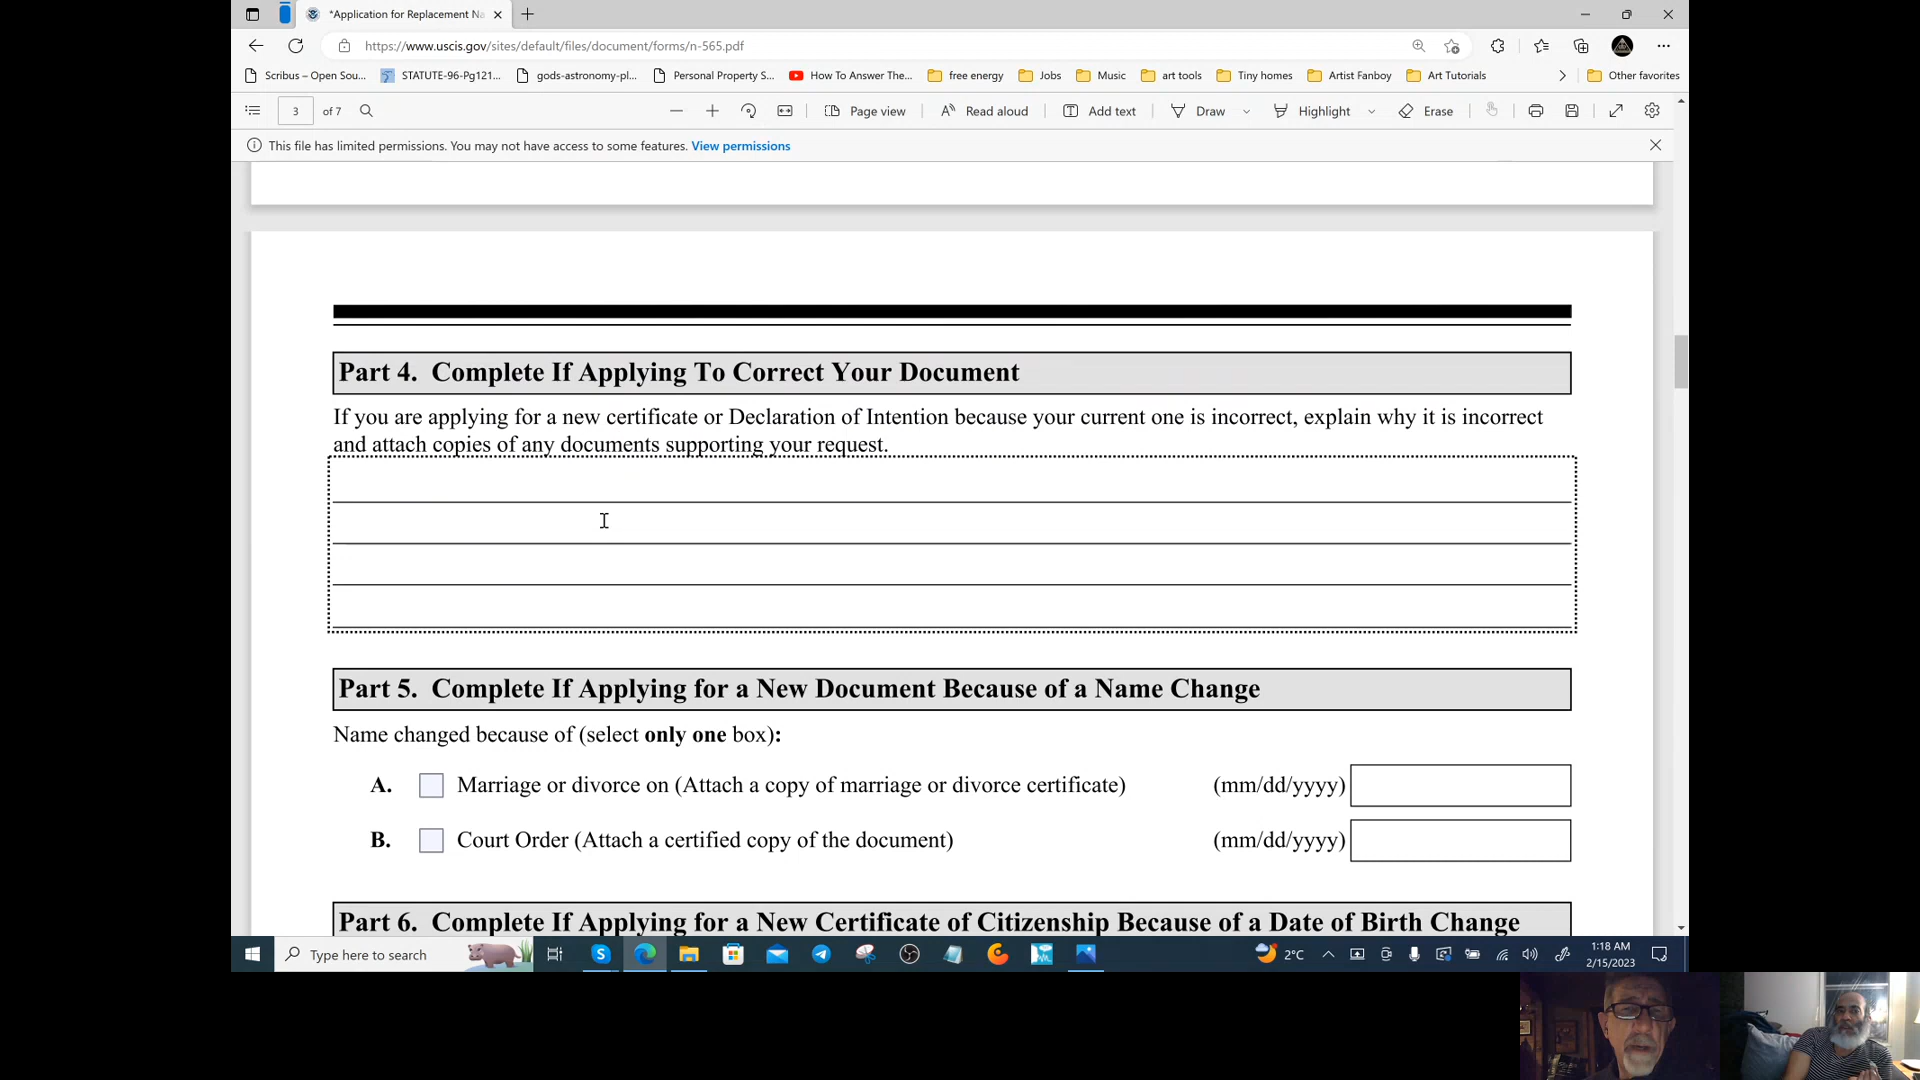 *Application for Replacement Na
https://www.uscis.gov/sites/default/files/document/forms/n-565.pdf
Scribus – Open Sou...
STATUTE-96-Pg121...
gods-astronomy-pl...
Personal Property S...
How To Answer The...
free energy
Jobs
Music
art tools
Tiny homes
Artist Fanboy
Art Tutorials
Other favorites
3 of 7
Page view
Read aloud
Add text
Draw
Highlight
Erase
This file has limited permissions. You may not have access to some features. View permissions
Part 4. Complete If Applying To Correct Your Document
If you are applying for a new certificate or Declaration of Intention because your current one is incorrect, explain why it is incorrect
and attach copies of any documents supporting your request.
Part 5. Complete If Applying for a New Document Because of a Name Change
Name changed because of (select only one box):
A. Marriage or divorce on (Attach a copy of marriage or divorce certificate) (mm/dd/yyyy)
B. Court Order (Attach a certified copy of the document) (mm/dd/yyyy)
Part 6. Complete If Applying for a New Certificate of Citizenship Because of a Date of Birth Change
Type here to search
2°C
1:18 AM
2/15/2023